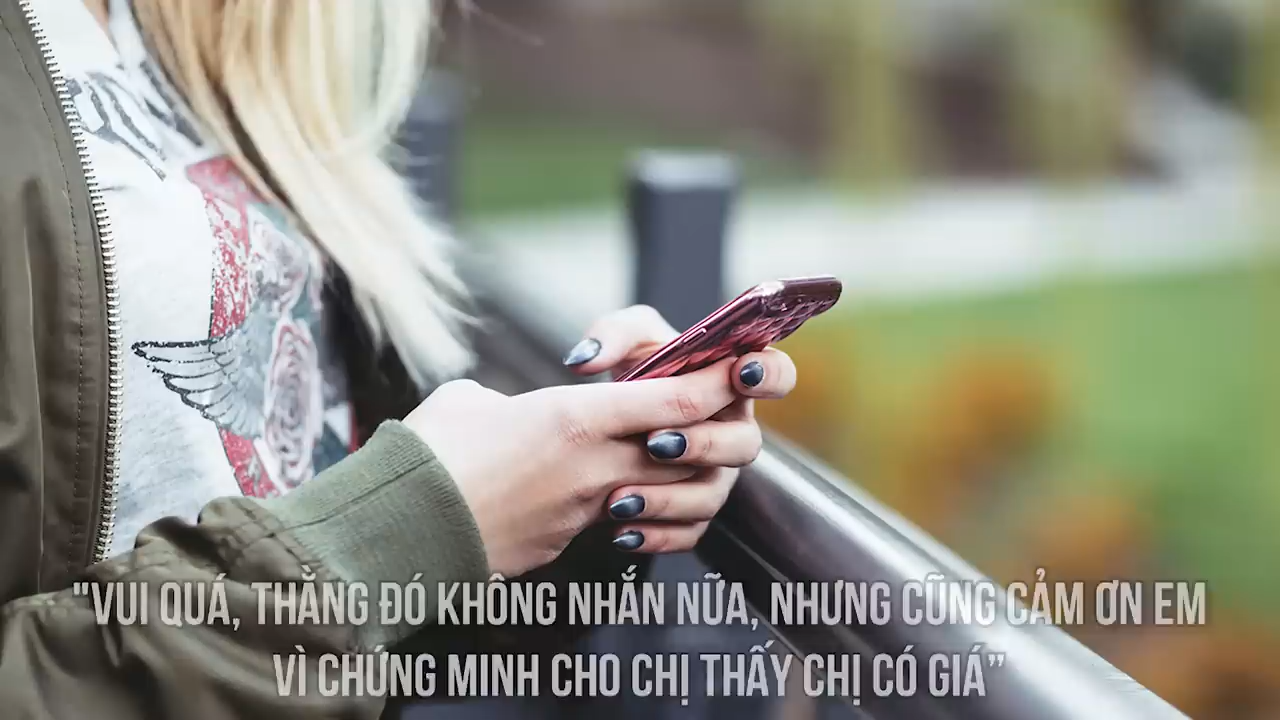 "VUI QUÁ, THẰNG ĐÓ KHÔNG NHẮN NỮA, NHƯNG CŨNG CẢM ƠN EM
VÌ CHỨNG MINH CHO CHỊ THẤY CHỊ CÓ GIÁ”